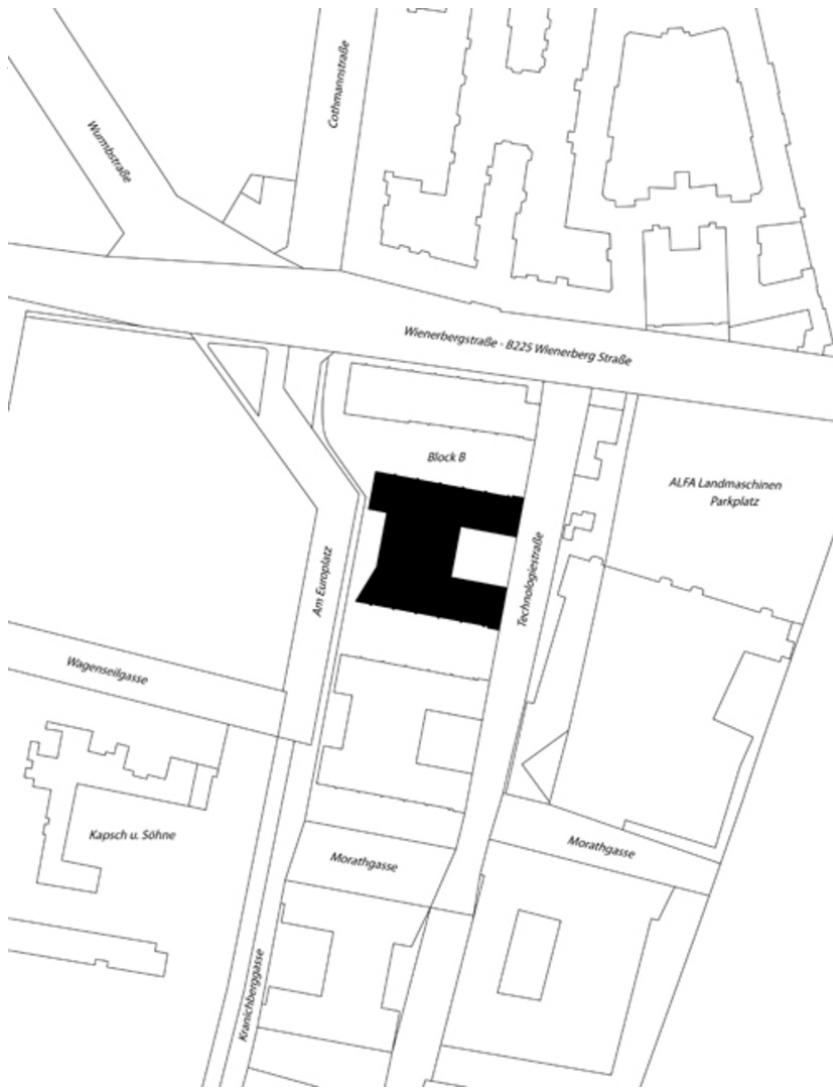 Cothmannstraße
Wurmbstraße
Wienerbergstraße - B225 Wienerberg Straße
Block B
ALFA Landmaschinen
Parkplatz
Am Europlatz
Technologiestraße
Wagenseilgasse
Kapsch u. Söhne
Morathgasse
Morathgasse
Kranichberggasse